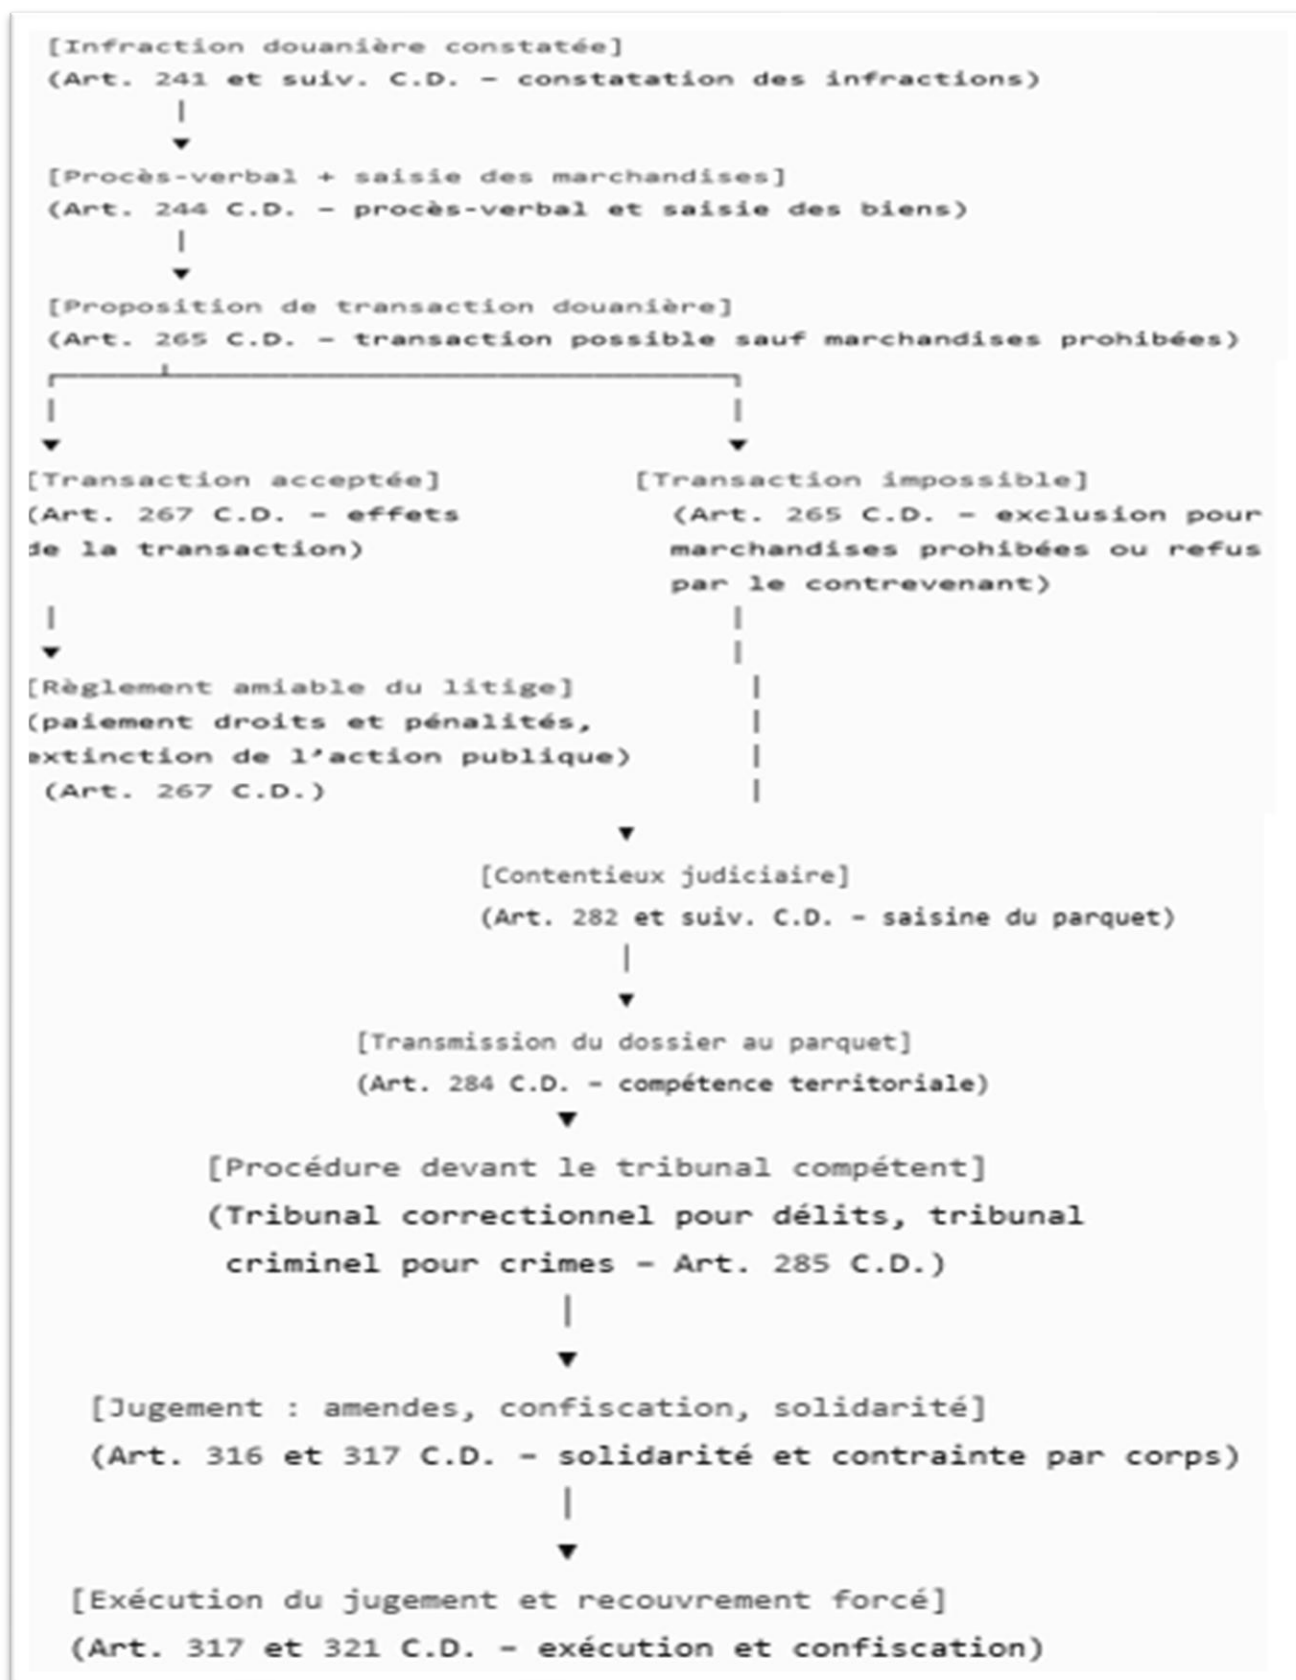 [Infraction douanière constatée]
(Art. 241 et suiv. C.D. – constatation des infractions)
[Procès-verbal + saisie des marchandises]
(Art. 244 C.D. – procès-verbal et saisie des biens)
[Proposition de transaction douanière]
(Art. 265 C.D. – transaction possible sauf marchandises prohibées)
[Transaction acceptée]
(Art. 267 C.D. – effets
de la transaction)
[Transaction impossible]
(Art. 265 C.D. – exclusion pour
marchandises prohibées ou refus
par le contrevenant)
[Règlement amiable du litige]
(paiement droits et pénalités,
extinction de l’action publique)
(Art. 267 C.D.)
[Contentieux judiciaire]
(Art. 282 et suiv. C.D. – saisine du parquet)
[Transmission du dossier au parquet]
(Art. 284 C.D. – compétence territoriale)
[Procédure devant le tribunal compétent]
(Tribunal correctionnel pour délits, tribunal
criminel pour crimes – Art. 285 C.D.)
[Jugement : amendes, confiscation, solidarité]
(Art. 316 et 317 C.D. – solidarité et contrainte par corps)
[Exécution du jugement et recouvrement forcé]
(Art. 317 et 321 C.D. – exécution et confiscation)